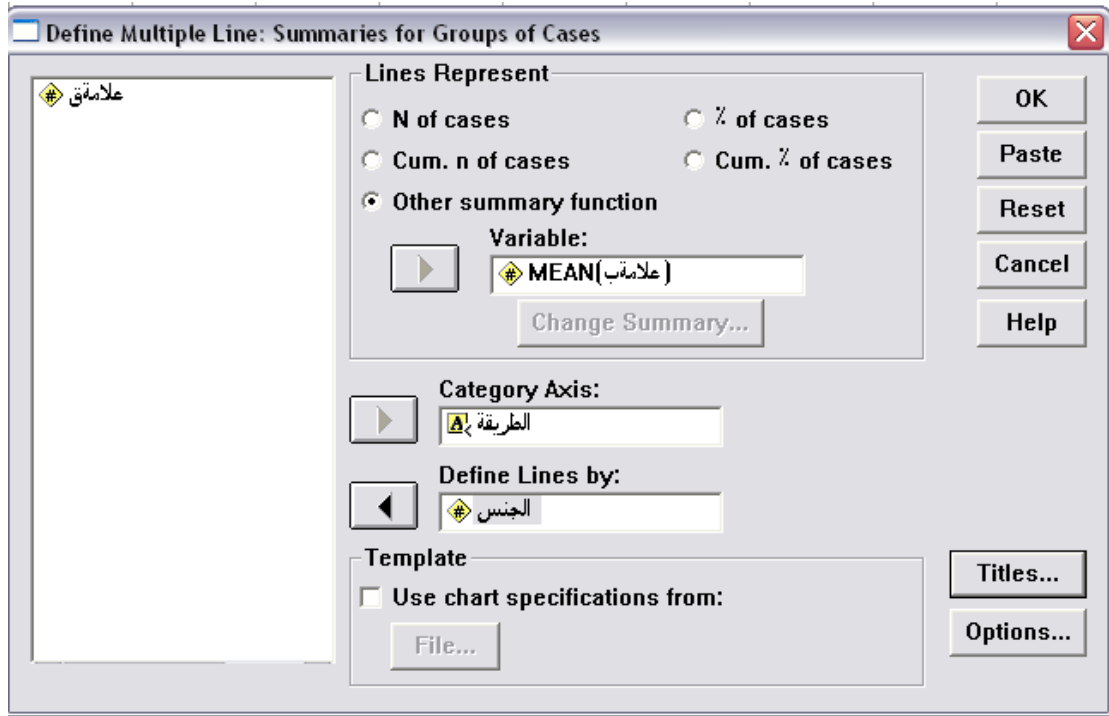 Define Multiple Line: Summaries for Groups of Cases
علامةق
Lines Represent
N of cases
% of cases
Cum. n of cases
Cum. % of cases
Other summary function
Variable:
MEAN(علامةب)
Change Summary...
Category Axis:
الطريقة
Define Lines by:
الجنس
Template
Use chart specifications from:
File...
OK
Paste
Reset
Cancel
Help
Titles...
Options...